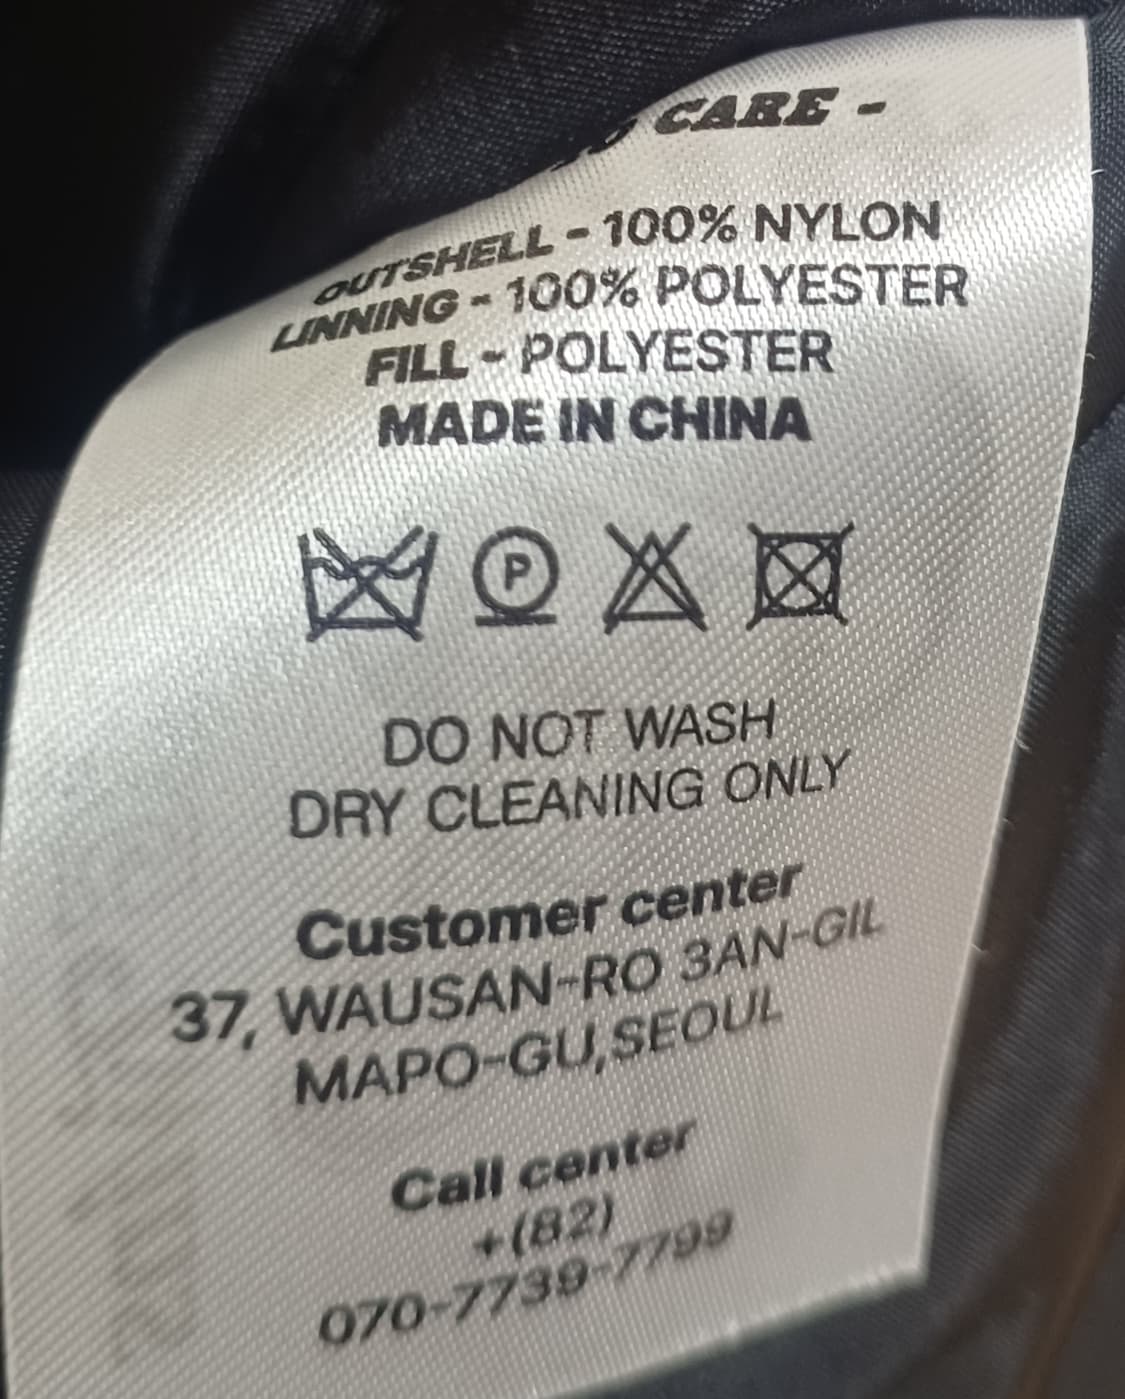 CARE -
OUTSHELL - 100% NYLON
LINNING - 100% POLYESTER
FILL - POLYESTER
MADE IN CHINA
P
DO NOT WASH
DRY CLEANING ONLY
Customer center
37, WAUSAN-RO 3AN-GIL
MAPO-GU,SEOUL
Call center
+(82)
070-7739-7799